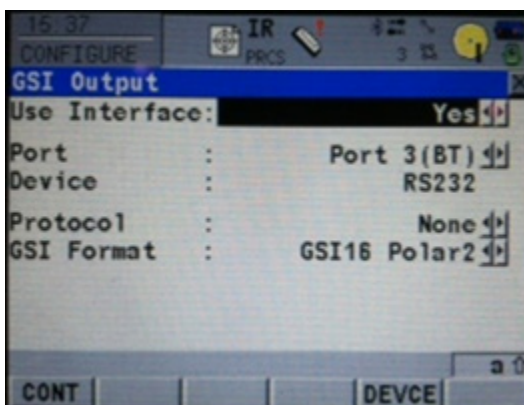 15:37
CONFIGURE
IR
PRCS
3
GSI Output
Use Interface: Yes
Port : Port 3(BT)
Device : RS232
Protocol : None
GSI Format : GSI16 Polar2
a
CONT DEVCE